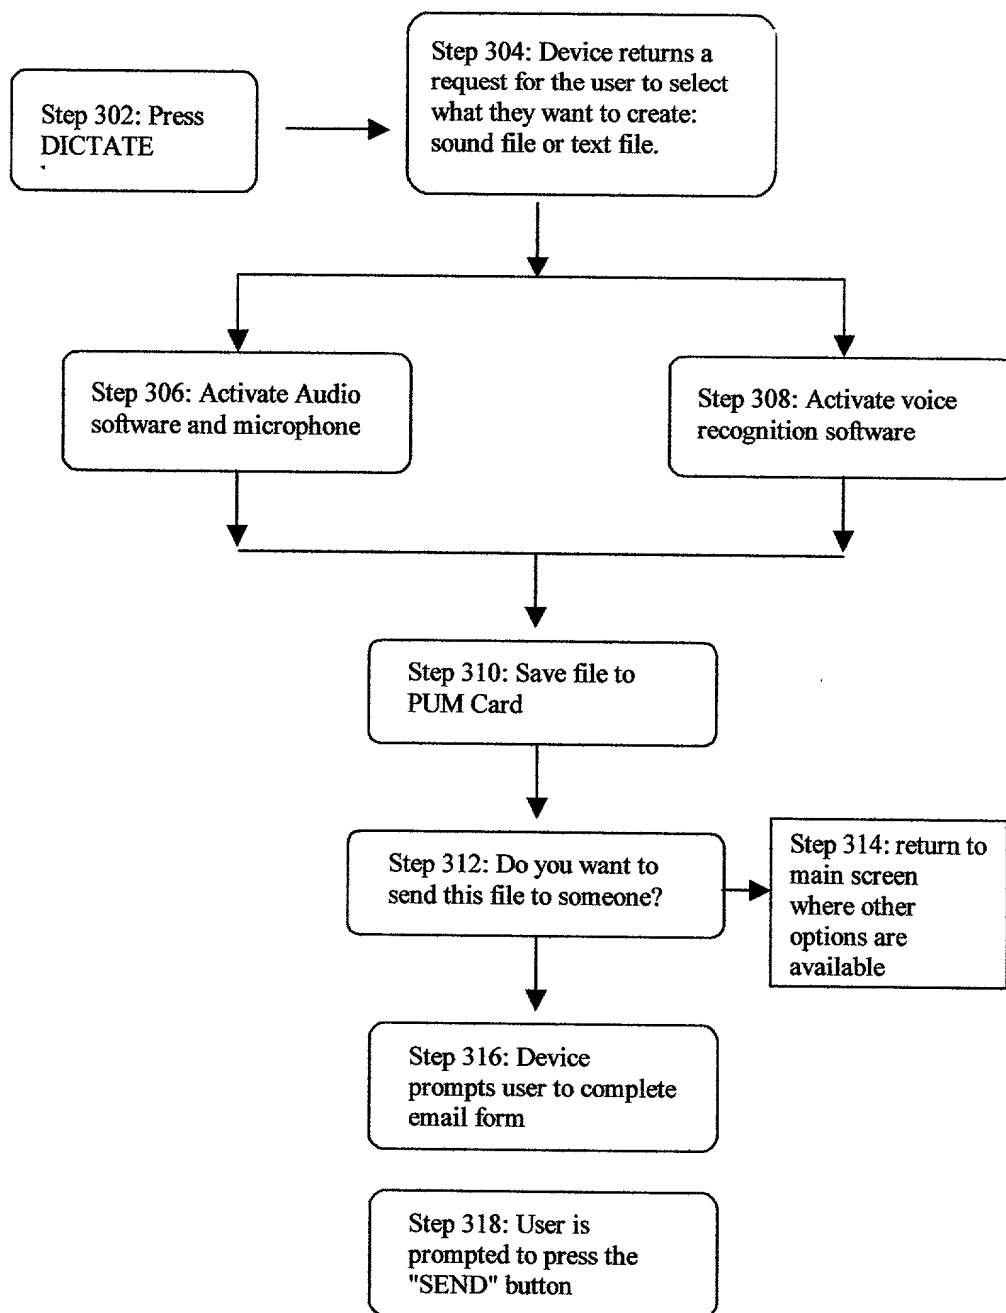 Step 302: Press
DICTATE
Step 304: Device returns a
request for the user to select
what they want to create:
sound file or text file.
Step 306: Activate Audio
software and microphone
Step 308: Activate voice
recognition software
Step 310: Save file to
PUM Card
Step 312: Do you want to
send this file to someone?
Step 314: return to
main screen
where other
options are
available
Step 316: Device
prompts user to complete
email form
Step 318: User is
prompted to press the
"SEND" button